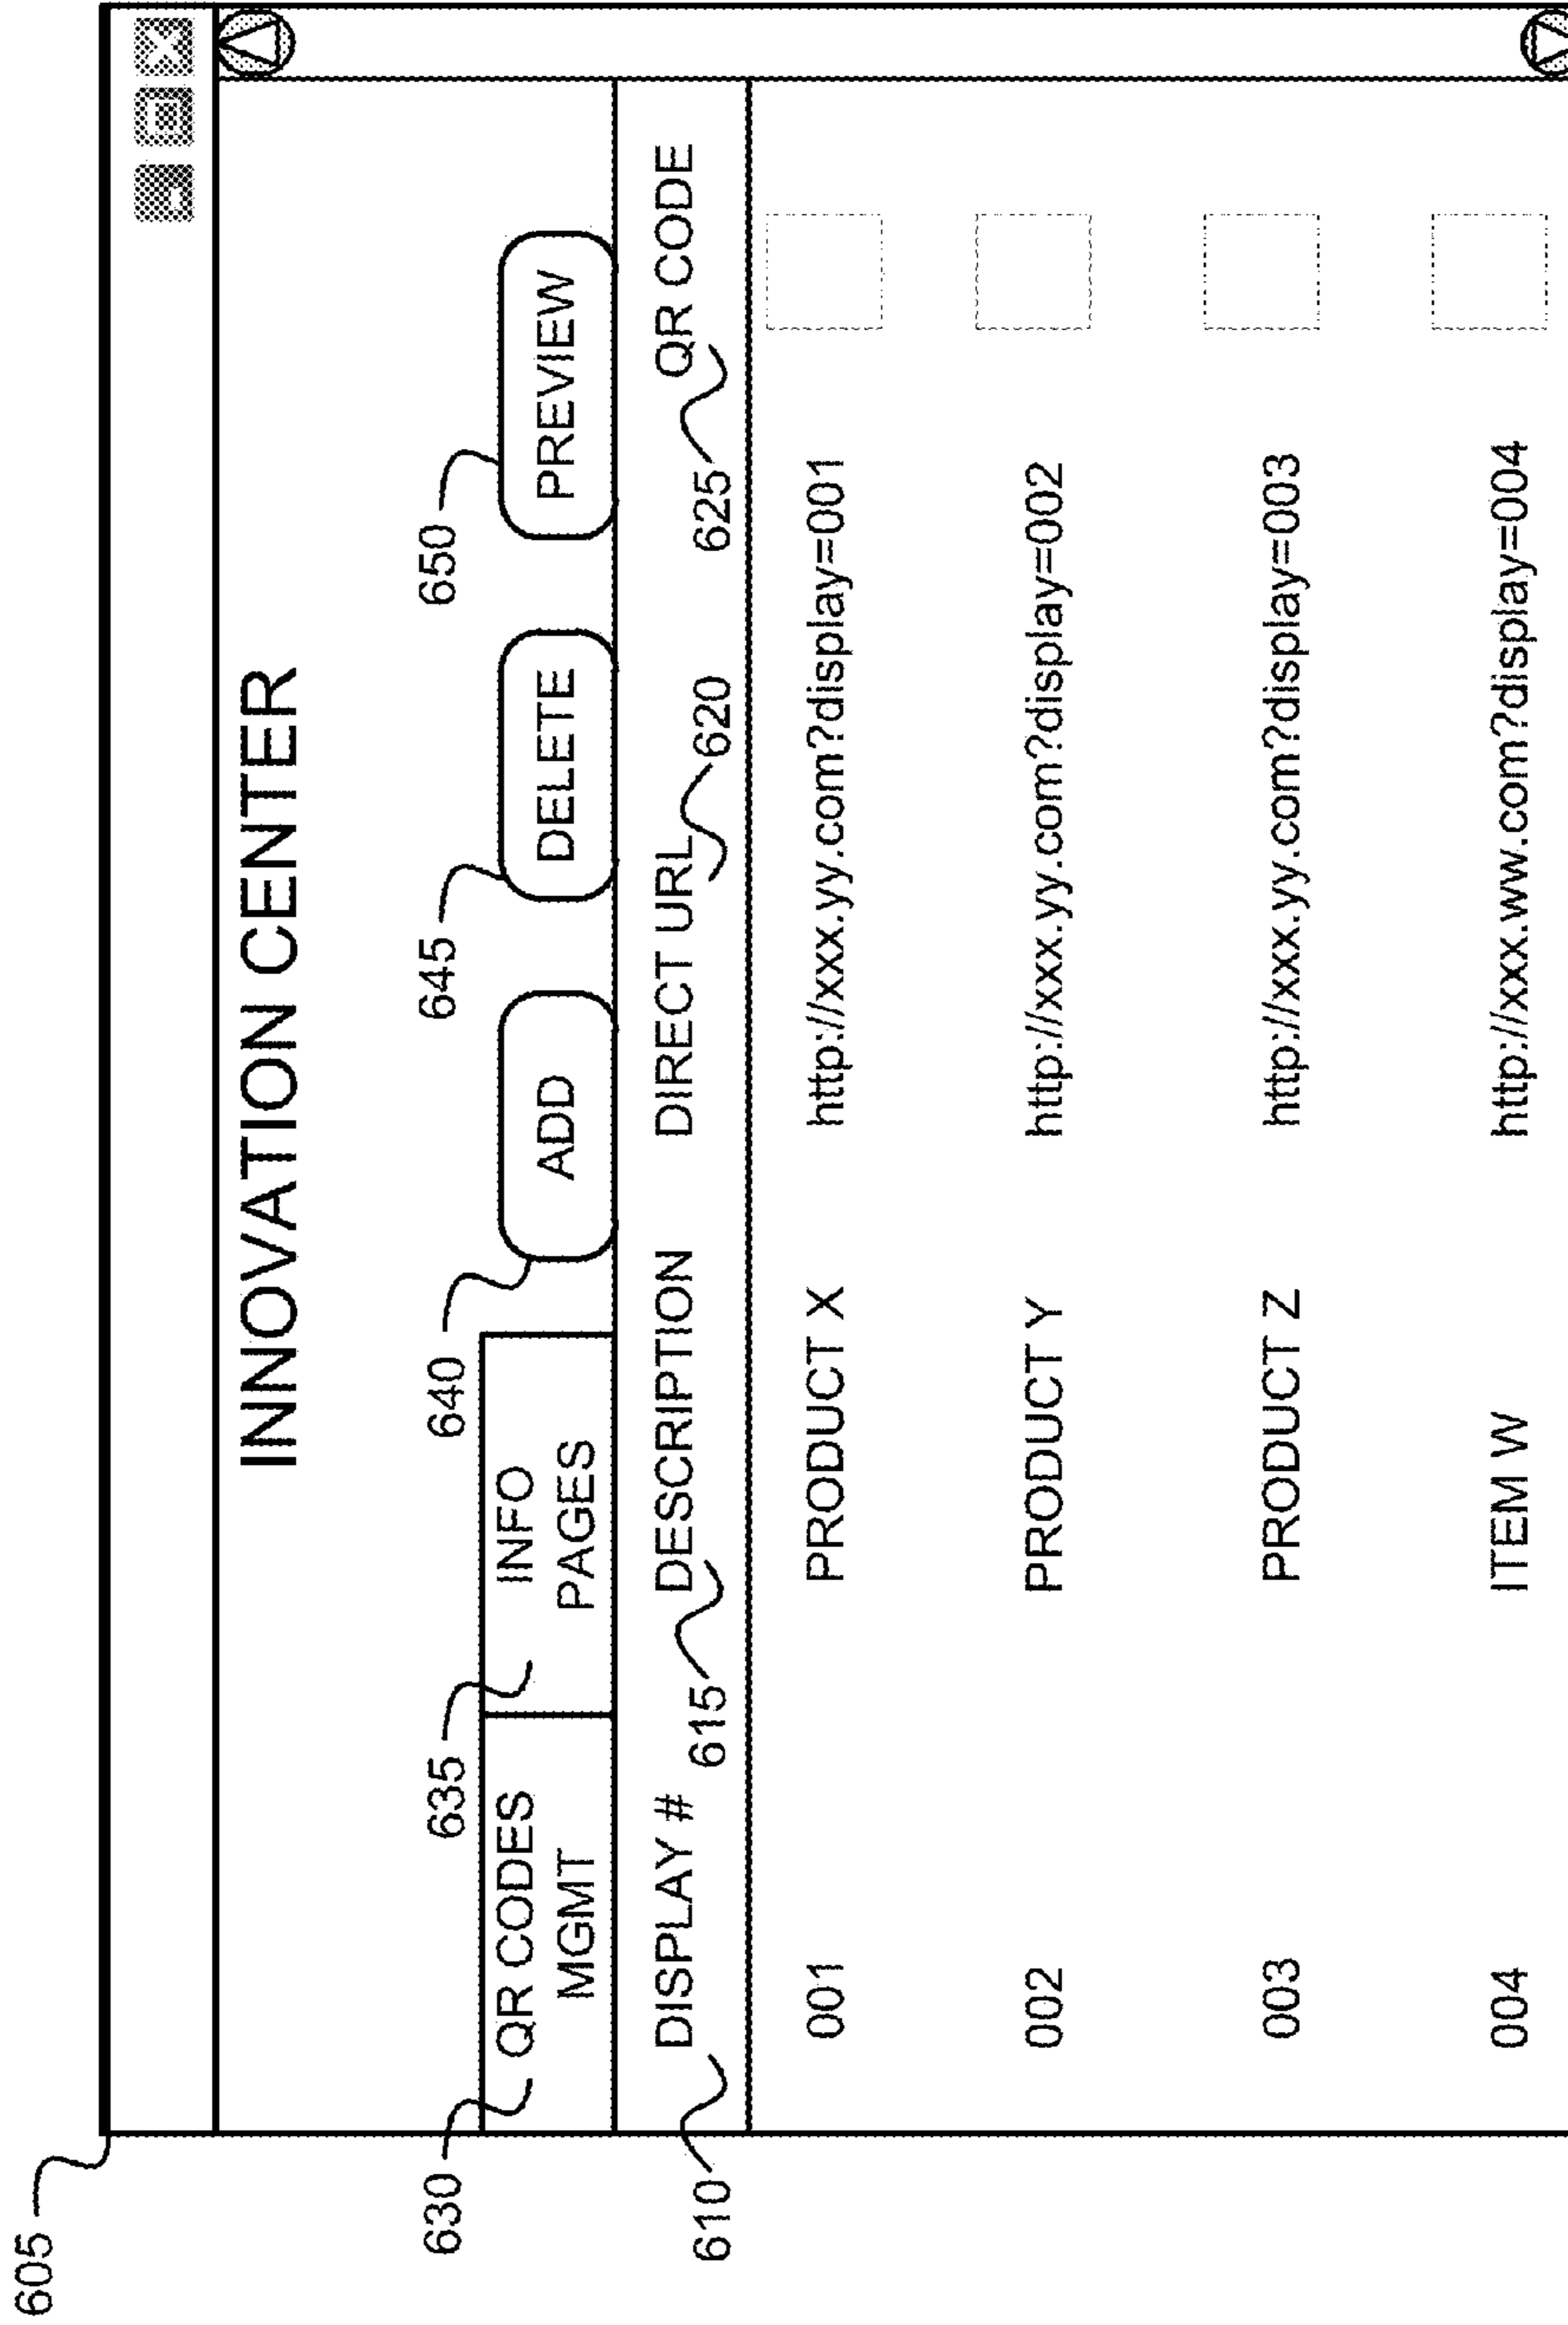 605
INNOVATION CENTER
630
635
640
645
650
QR CODES
MGMT
INFO
PAGES
ADD
DELETE
PREVIEW
DISPLAY #
DESCRIPTION
DIRECT URL
QR CODE
610
615
620
625
001 PRODUCT X http://xxx.yy.com?display=001
002 PRODUCT Y http://xxx.yy.com?display=002
003 PRODUCT Z http://xxx.yy.com?display=003
004 ITEM W http://xxx.ww.com?display=004